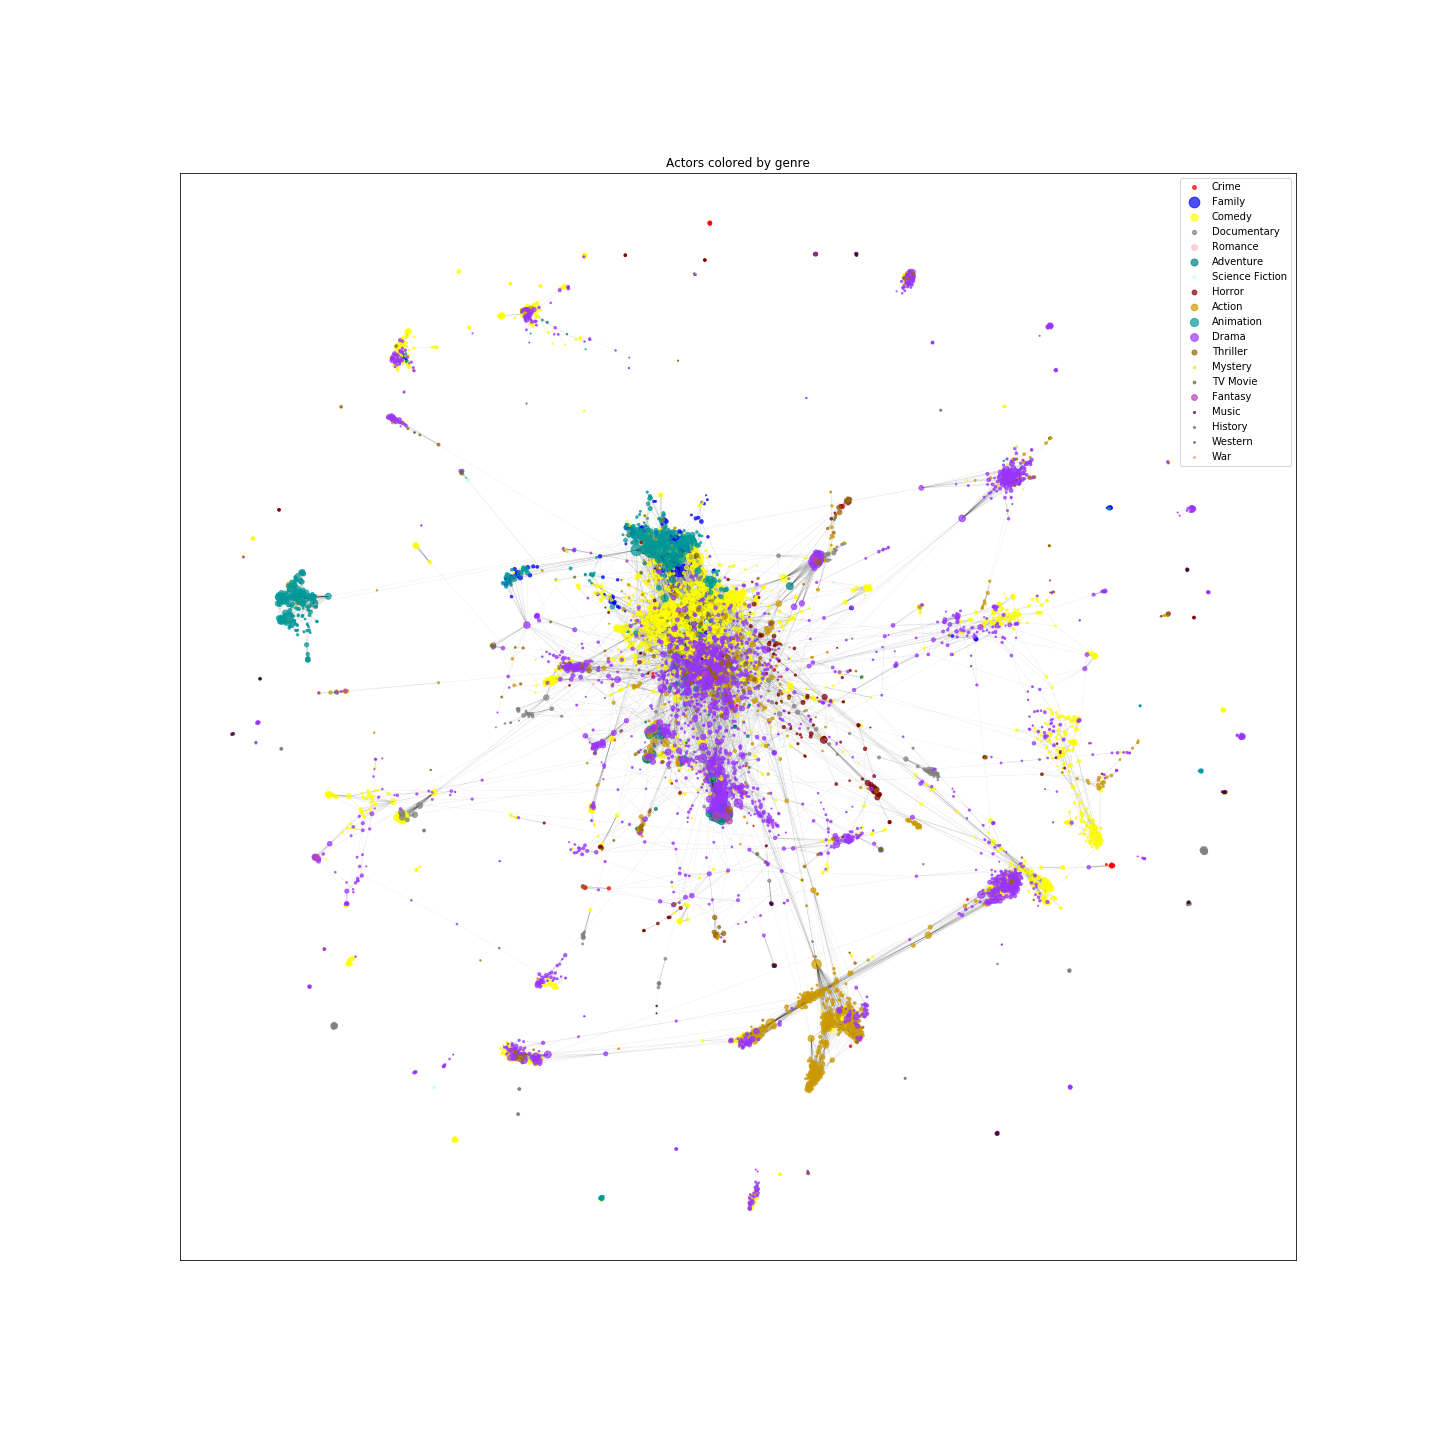 Actors colored by genre
Crime
Family
Comedy
Documentary
Romance
Adventure
Science Fiction
Horror
Action
Animation
Drama
Thriller
Mystery
TV Movie
Fantasy
Music
History
Western
War